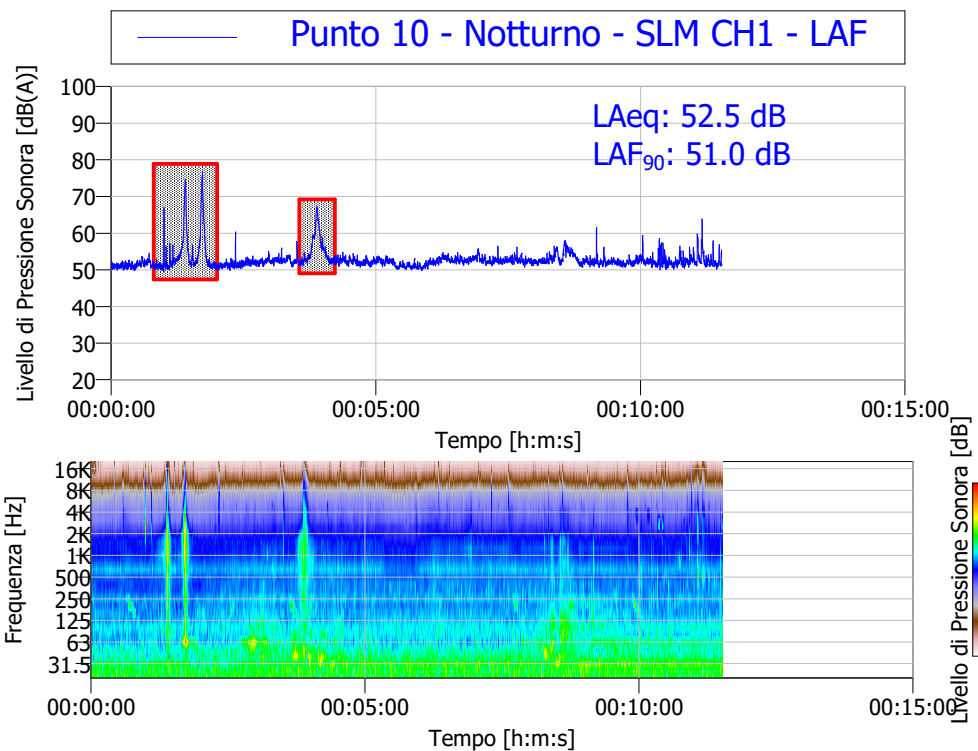 Punto 10 - Notturno - SLM CH1 - LAF
Livello di Pressione Sonora [dB(A)]
100
90
80
70
60
50
40
30
20
LAeq: 52.5 dB
LAF90: 51.0 dB
00:00:00 00:05:00 00:10:00 00:15:00
Tempo [h:m:s]
Frequenza [Hz]
16K
8K
4K
2K
1K
500
250
125
63
31.5
00:00:00 00:05:00 00:10:00 00:15:00
Tempo [h:m:s]
Livello di Pressione Sonora [dB]